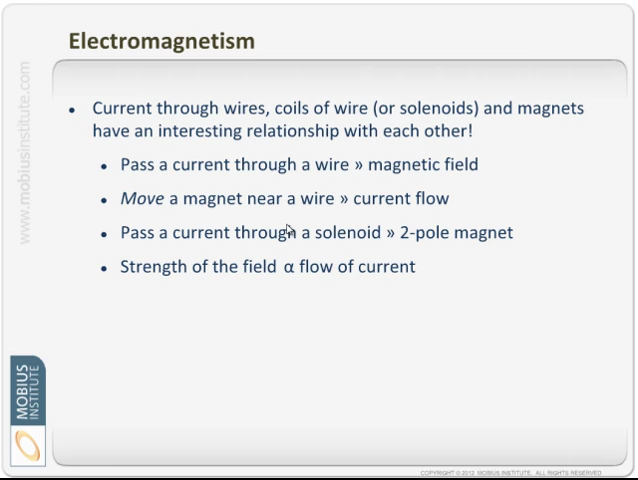 Electromagnetism
• Current through wires, coils of wire (or solenoids) and magnets
have an interesting relationship with each other!
• Pass a current through a wire » magnetic field
• Move a magnet near a wire » current flow
• Pass a current through a solenoid » 2-pole magnet
• Strength of the field α flow of current
www.mobiusinstitute.com
MOBIUS
INSTITUTE
COPYRIGHT © 2012 MOBIUS INSTITUTE. ALL RIGHTS RESERVED